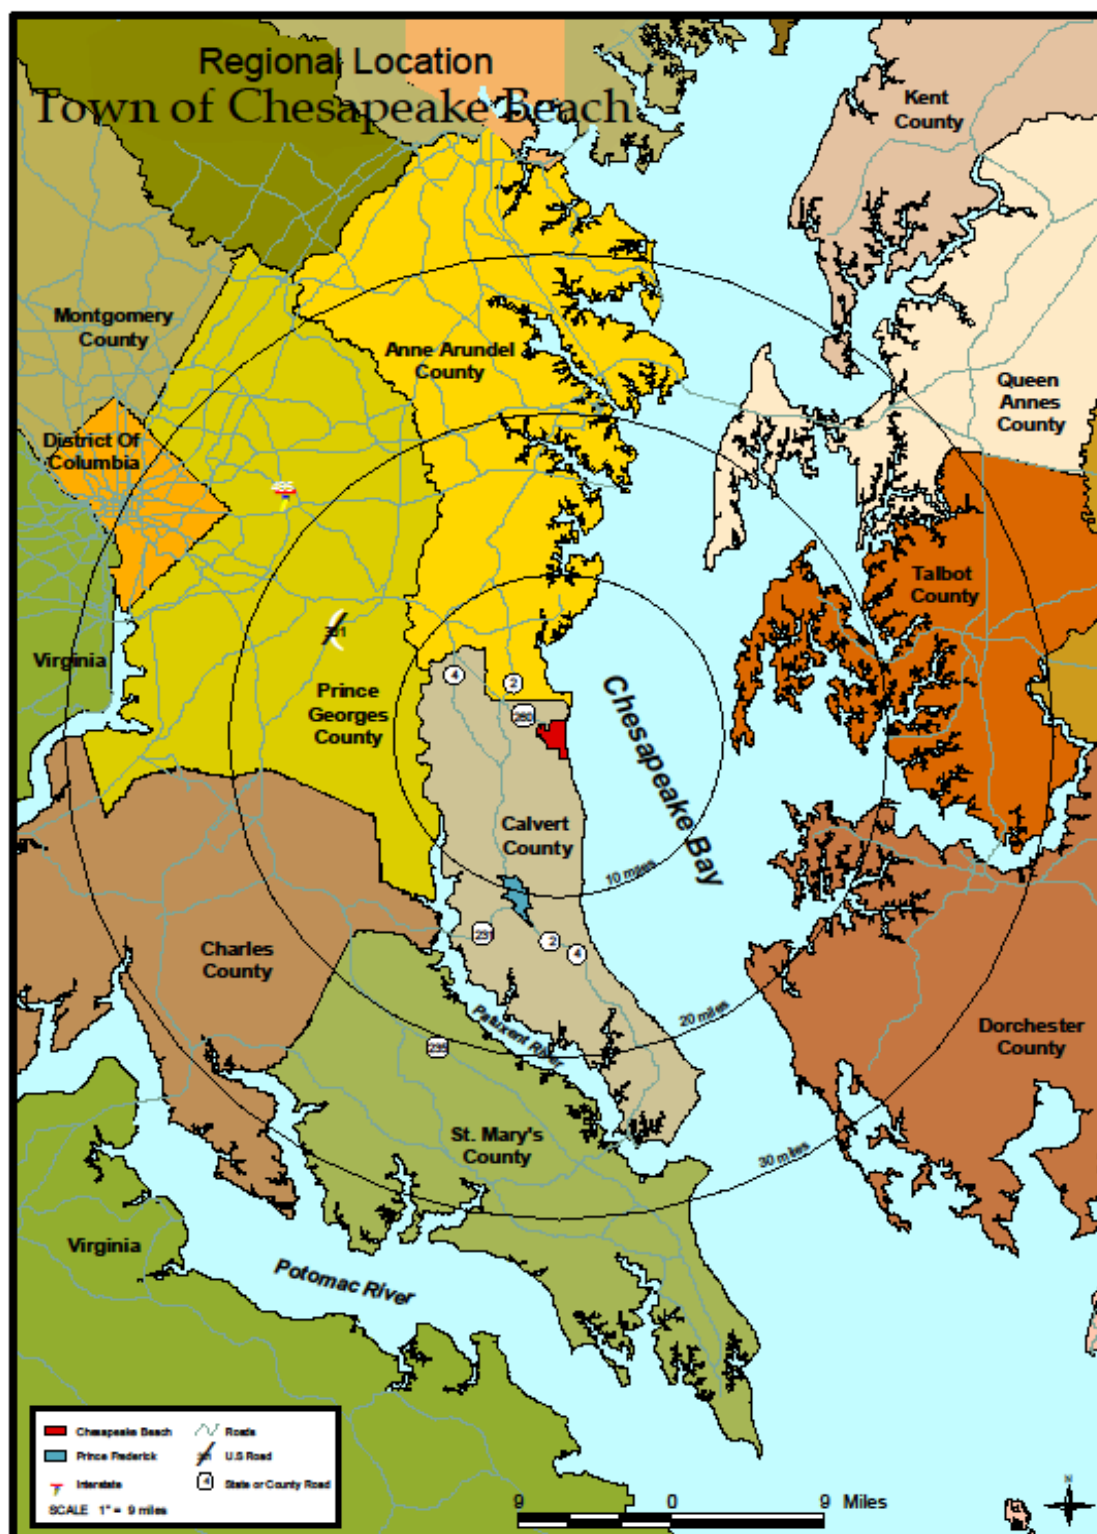 Regional Location
Town of Chesapeake Beach
Kent
County
Montgomery
County
Anne Arundel
County
Queen
Annes
County
District Of
Columbia
495
Talbot
County
301
Virginia
4
2
Prince
Georges
County
260
Chesapeake Bay
Calvert
County
10 miles
231
2
4
Charles
County
20 miles
Patuxent River
Dorchester
County
235
St. Mary's
County
30 miles
Virginia
Potomac River
Chesapeake Beach
Roads
Prince Frederick
301
U.S Road
Interstate
4
State or County Road
SCALE 1" = 9 miles
9 0 9 Miles
N